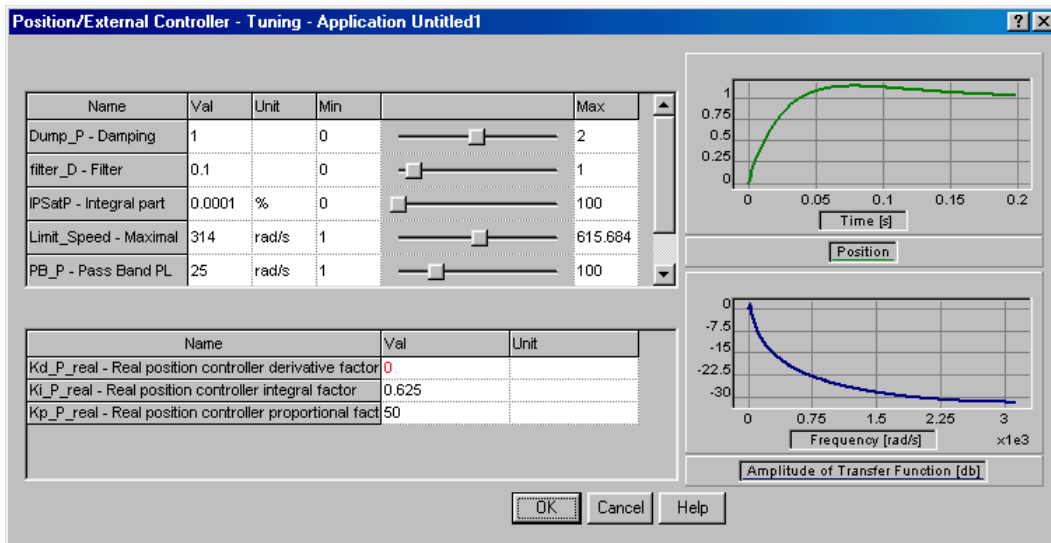 Position/External Controller - Tuning - Application Untitled1
Name Val Unit Min Max
Dump_P - Damping 1 0 2
filter_D - Filter 0.1 0 1
IPSatP - Integral part 0.0001 % 0 100
Limit_Speed - Maximal 314 rad/s 1 615.684
PB_P - Pass Band PL 25 rad/s 1 100
Name Val Unit
Kd_P_real - Real position controller derivative factor 0
Ki_P_real - Real position controller integral factor 0.625
Kp_P_real - Real position controller proportional fact 50
1
0.75
0.5
0.25
0
0 0.05 0.1 0.15 0.2
Time [s]
Position
0
-7.5
-15
-22.5
-30
0 0.75 1.5 2.25 3
Frequency [rad/s] x1e3
Amplitude of Transfer Function [db]
OK Cancel Help